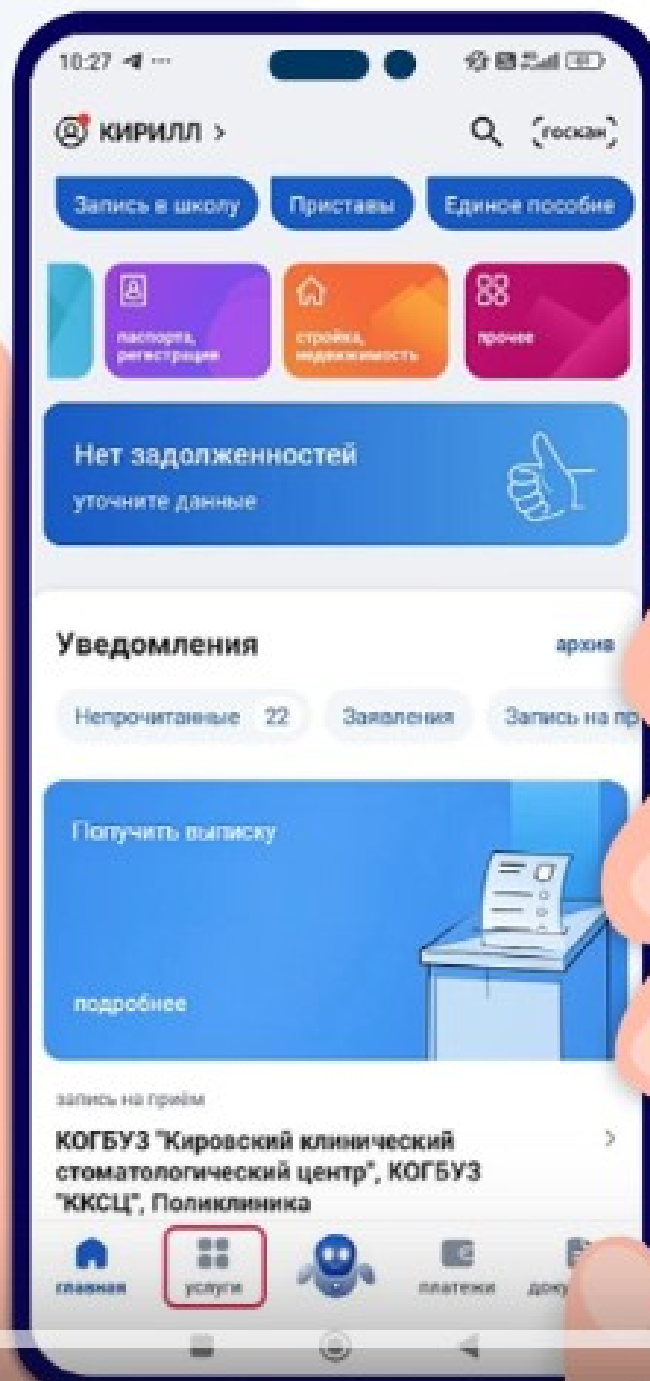 10:27
КИРИЛЛ
госкан
Запись в школу
Приставы
Единое пособие
паспорта,
регистрация
стройка,
недвижимость
прочее
Нет задолженностей
уточните данные
Уведомления
архив
Непрочитанные 22
Заявления
Запись на пр
Получить выписку
подробнее
запись на приём
КОГБУЗ "Кировский клинический
стоматологический центр", КОГБУЗ
"ККСЦ", Поликлиника
главная
услуги
платежи
доку